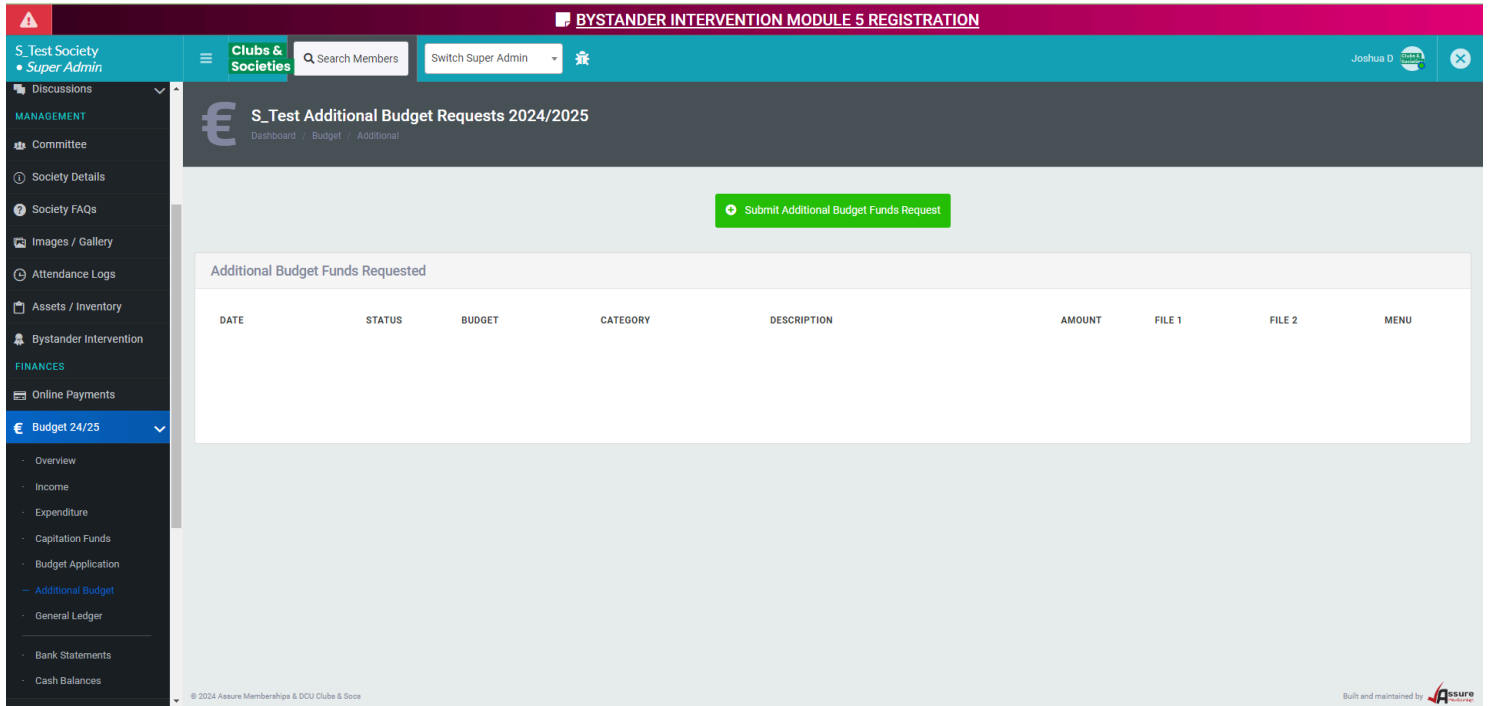 BYSTANDER INTERVENTION MODULE 5 REGISTRATION
S_Test Society
• Super Admin
Clubs &
Societies
Search Members
Switch Super Admin
Joshua D
Discussions
MANAGEMENT
Committee
Society Details
Society FAQs
Images / Gallery
Attendance Logs
Assets / Inventory
Bystander Intervention
FINANCES
Online Payments
€ Budget 24/25
· Overview
· Income
· Expenditure
· Capitation Funds
· Budget Application
– Additional Budget
· General Ledger
· Bank Statements
· Cash Balances
€
S_Test Additional Budget Requests 2024/2025
Dashboard / Budget / Additional
Submit Additional Budget Funds Request
Additional Budget Funds Requested
DATE STATUS BUDGET CATEGORY DESCRIPTION AMOUNT FILE 1 FILE 2 MENU
© 2024 Assure Memberships & DCU Clubs & Socs
Built and maintained by Assure